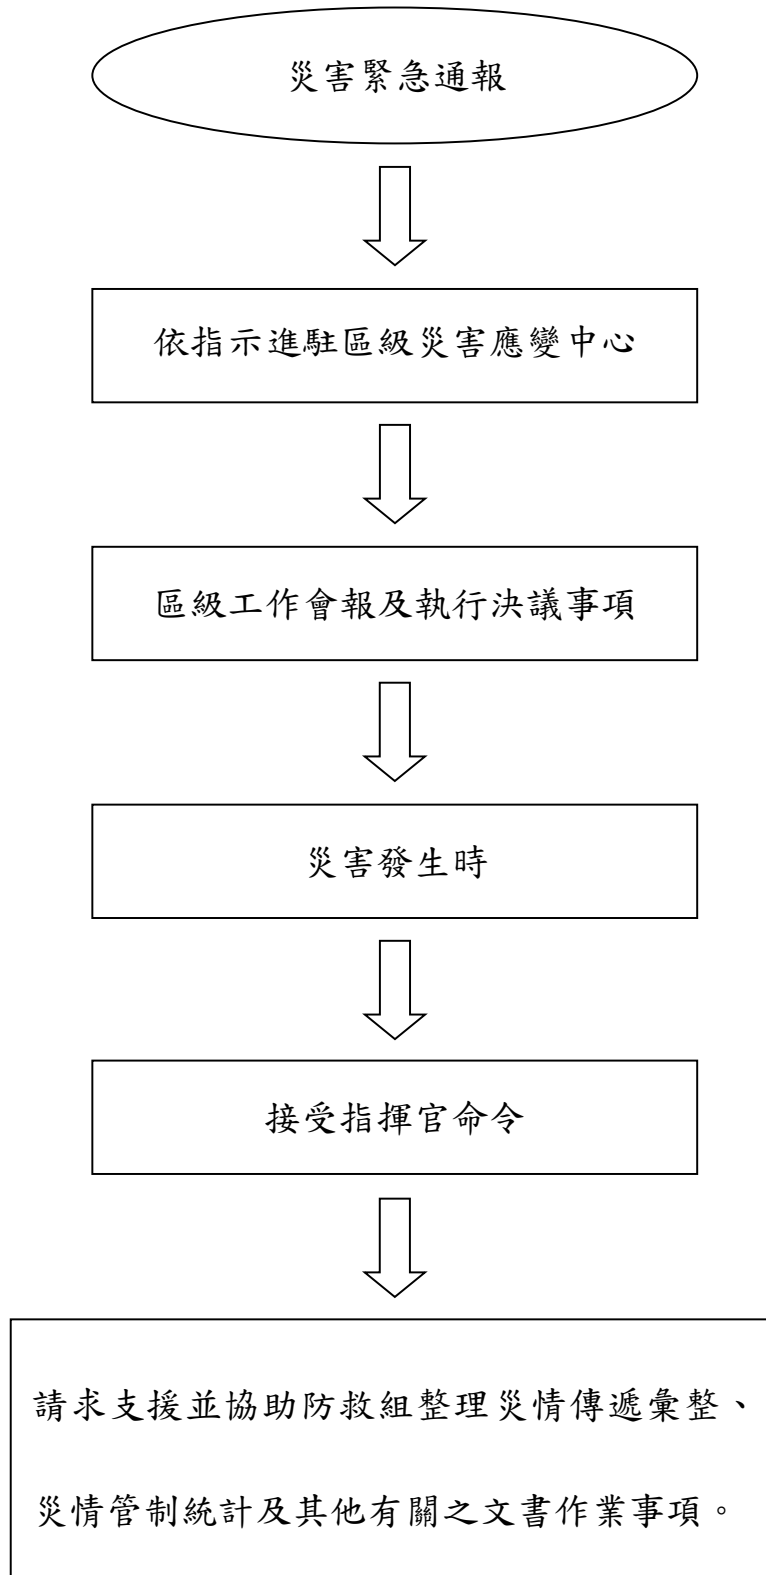 災害緊急通報
依指示進駐區級災害應變中心
區級工作會報及執行決議事項
災害發生時
接受指揮官命令
請求支援並協助防救組整理災情傳遞彙整、
災情管制統計及其他有關之文書作業事項。